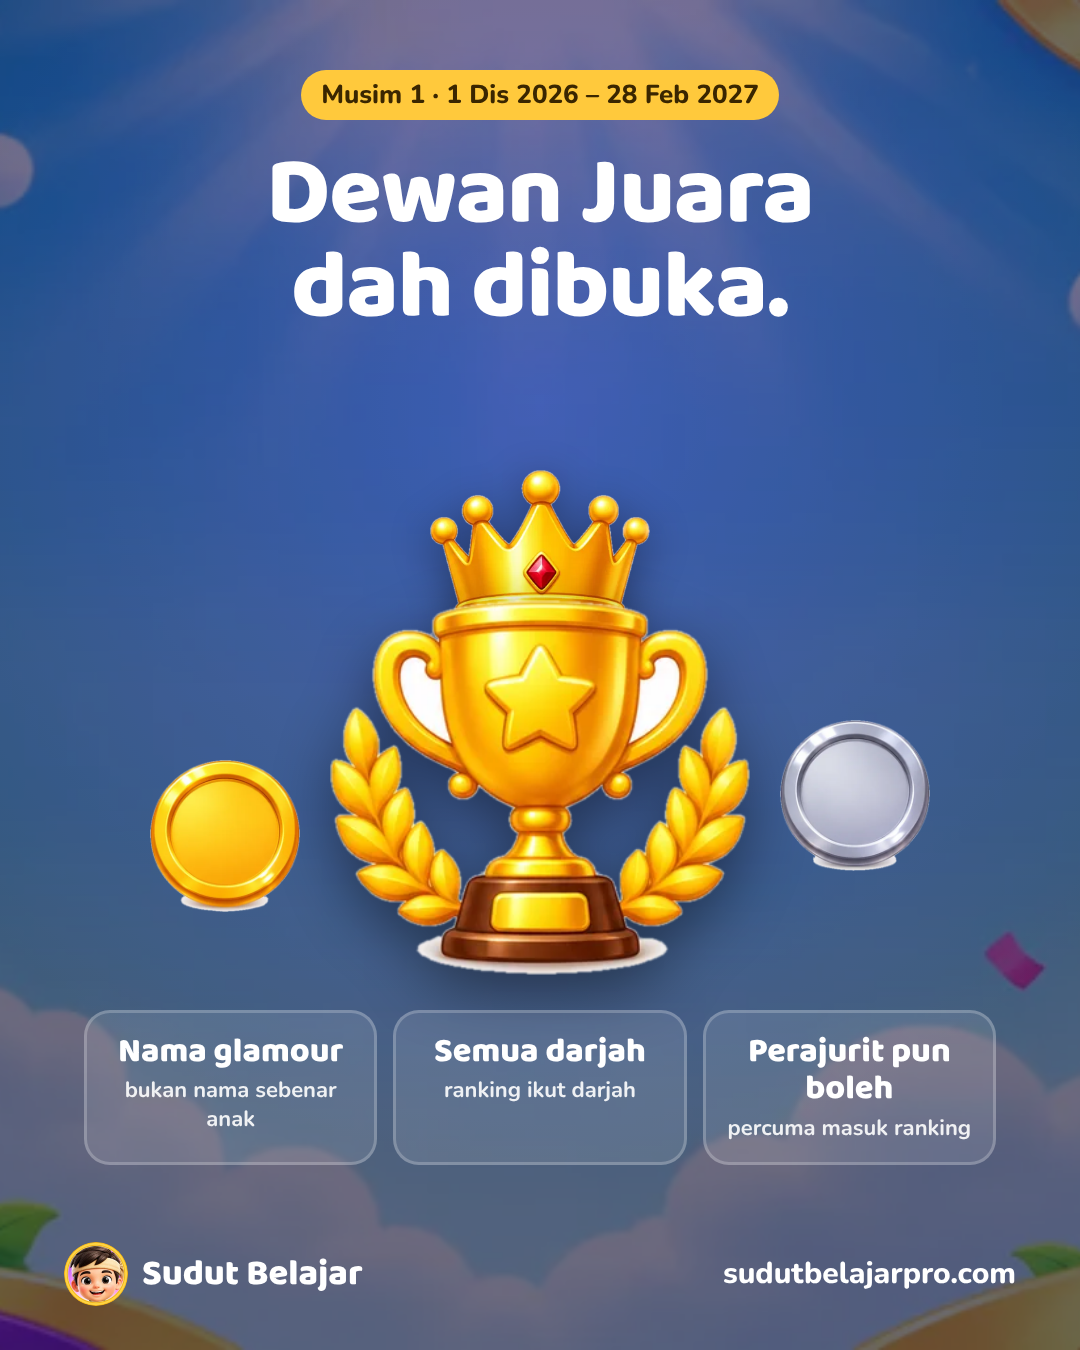 Musim 1 · 1 Dis 2026 – 28 Feb 2027
Dewan Juara
dah dibuka.
Nama glamour
bukan nama sebenar
anak
Semua darjah
ranking ikut darjah
Perajurit pun
boleh
percuma masuk ranking
Sudut Belajar
sudutbelajarpro.com